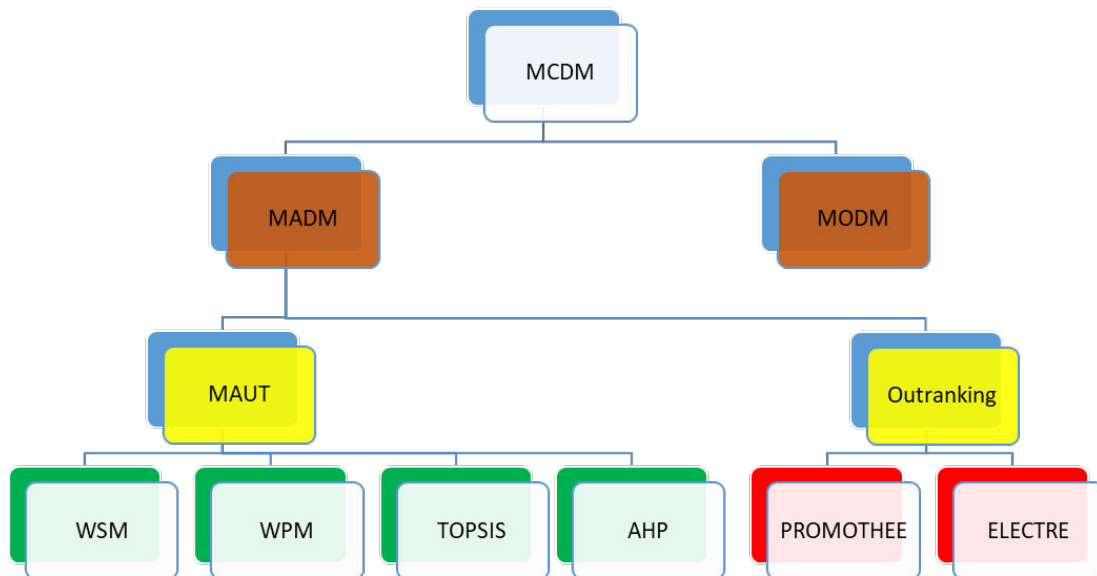 MCDM
MADM
MODM
MAUT
Outranking
WSM
WPM
TOPSIS
AHP
PROMOTHEE
ELECTRE